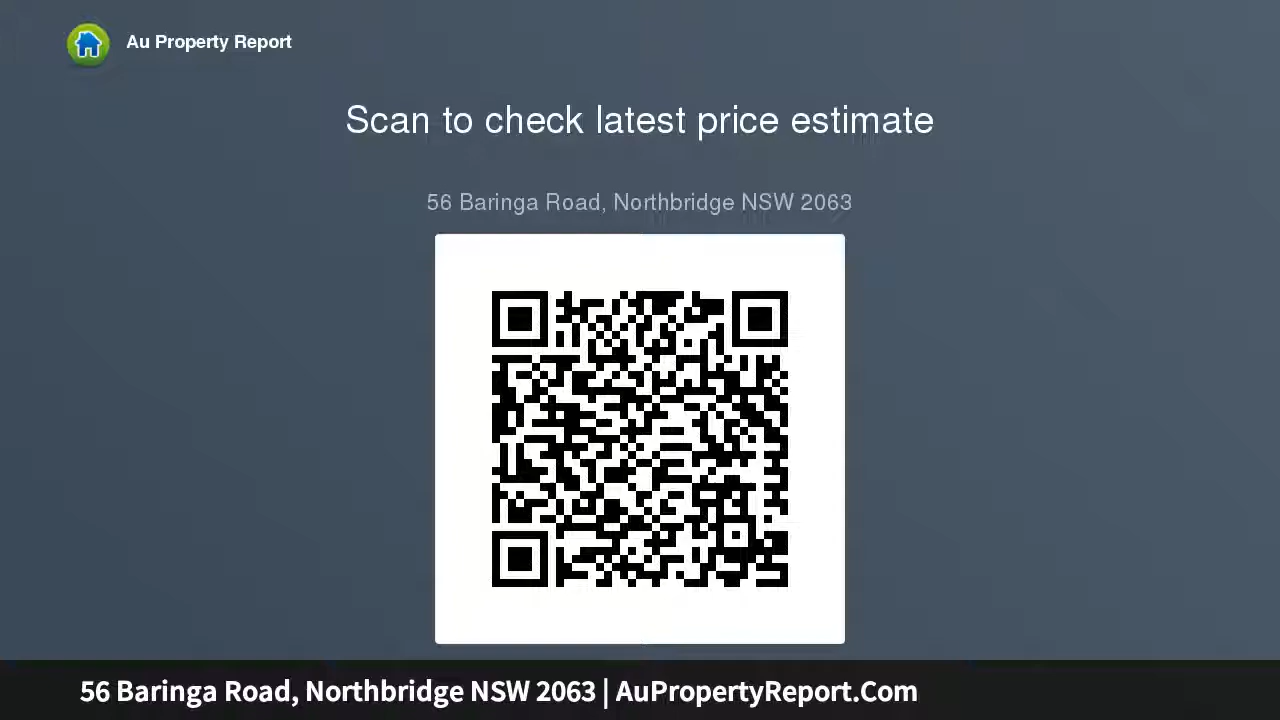 Au Property Report
Scan to check latest price estimate
56 Baringa Road, Northbridge NSW 2063
56 Baringa Road, Northbridge NSW 2063 | AuPropertyReport.Com